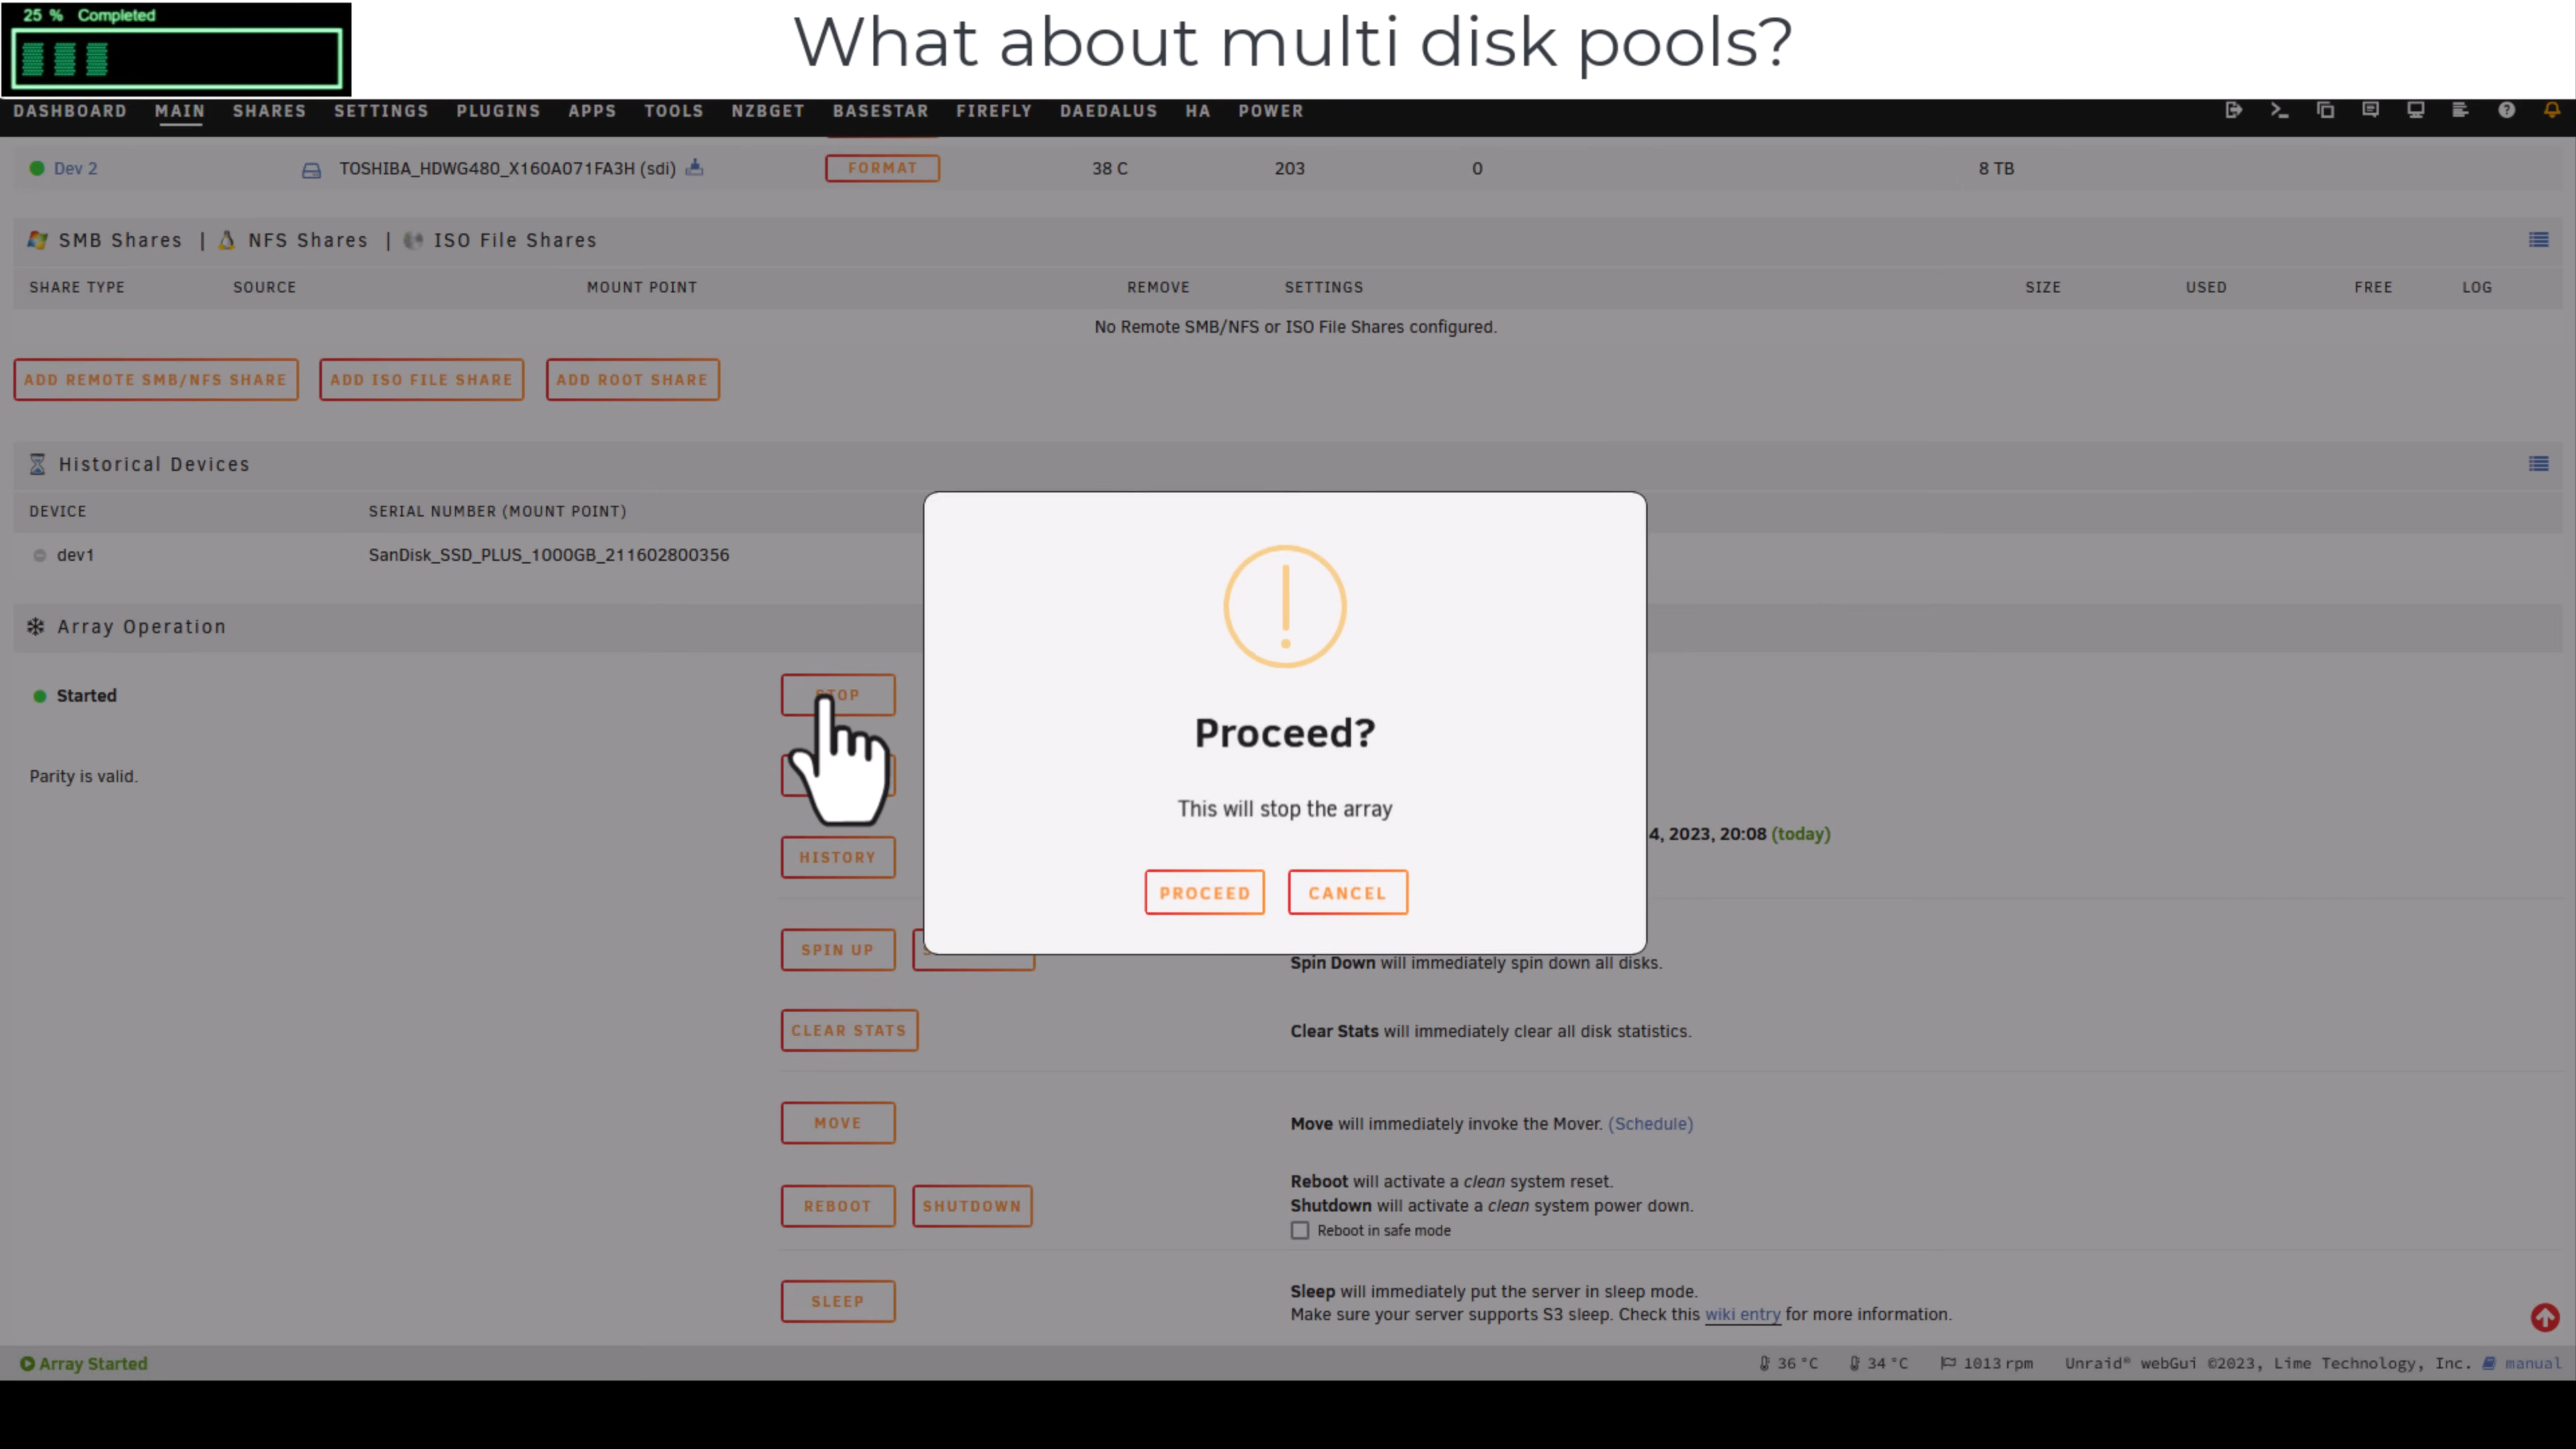 25 % Completed
What about multi disk pools?
DASHBOARD MAIN SHARES SETTINGS PLUGINS APPS TOOLS NZBGET BASESTAR FIREFLY DAEDALUS HA POWER
Dev 2 TOSHIBA_HDWG480_X160A071FA3H (sdi) FORMAT 38 C 203 0 8 TB
SMB Shares | NFS Shares | ISO File Shares
SHARE TYPE SOURCE MOUNT POINT REMOVE SETTINGS SIZE USED FREE LOG
No Remote SMB/NFS or ISO File Shares configured.
ADD REMOTE SMB/NFS SHARE ADD ISO FILE SHARE ADD ROOT SHARE
Historical Devices
DEVICE SERIAL NUMBER (MOUNT POINT)
dev1 SanDisk_SSD_PLUS_1000GB_211602800356
Array Operation
Started STOP
Proceed?
Parity is valid.
This will stop the array
4, 2023, 20:08 (today)
HISTORY
PROCEED CANCEL
SPIN UP
Spin Down will immediately spin down all disks.
CLEAR STATS Clear Stats will immediately clear all disk statistics.
MOVE Move will immediately invoke the Mover. (Schedule)
Reboot will activate a clean system reset.
REBOOT SHUTDOWN Shutdown will activate a clean system power down.
Reboot in safe mode
Sleep will immediately put the server in sleep mode.
SLEEP
Make sure your server supports S3 sleep. Check this wiki entry for more information.
Array Started 36 °C 34 °C 1013 rpm Unraid® webGui ©2023, Lime Technology, Inc. manual